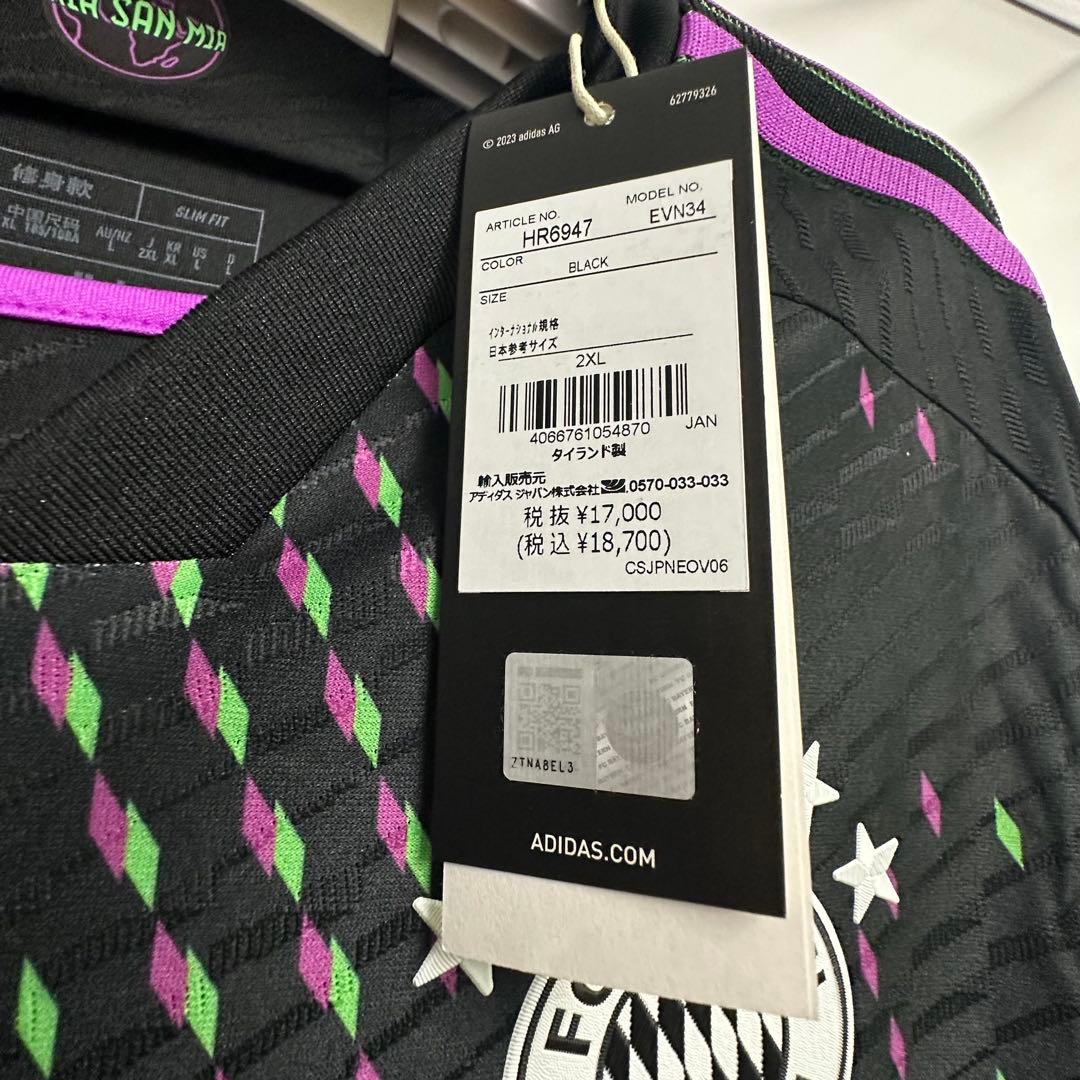 MIA SAN MIA
修身款
SLIM FIT
中国尺码
XL 185/108A
AU/NZ
L
J
2XL
KR
XL
US
L
D
L
62779326
© 2023 adidas AG
ARTICLE NO.
MODEL NO.
HR6947
EVN34
COLOR
BLACK
SIZE
インターナショナル規格
日本参考サイズ
2XL
4066761054870
JAN
タイランド製
輸入販売元
アディダス ジャパン株式会社 0570-033-033
税抜 ¥17,000
(税込 ¥18,700)
CSJPNEOV06
ZTNABEL3
ADIDAS.COM
FC